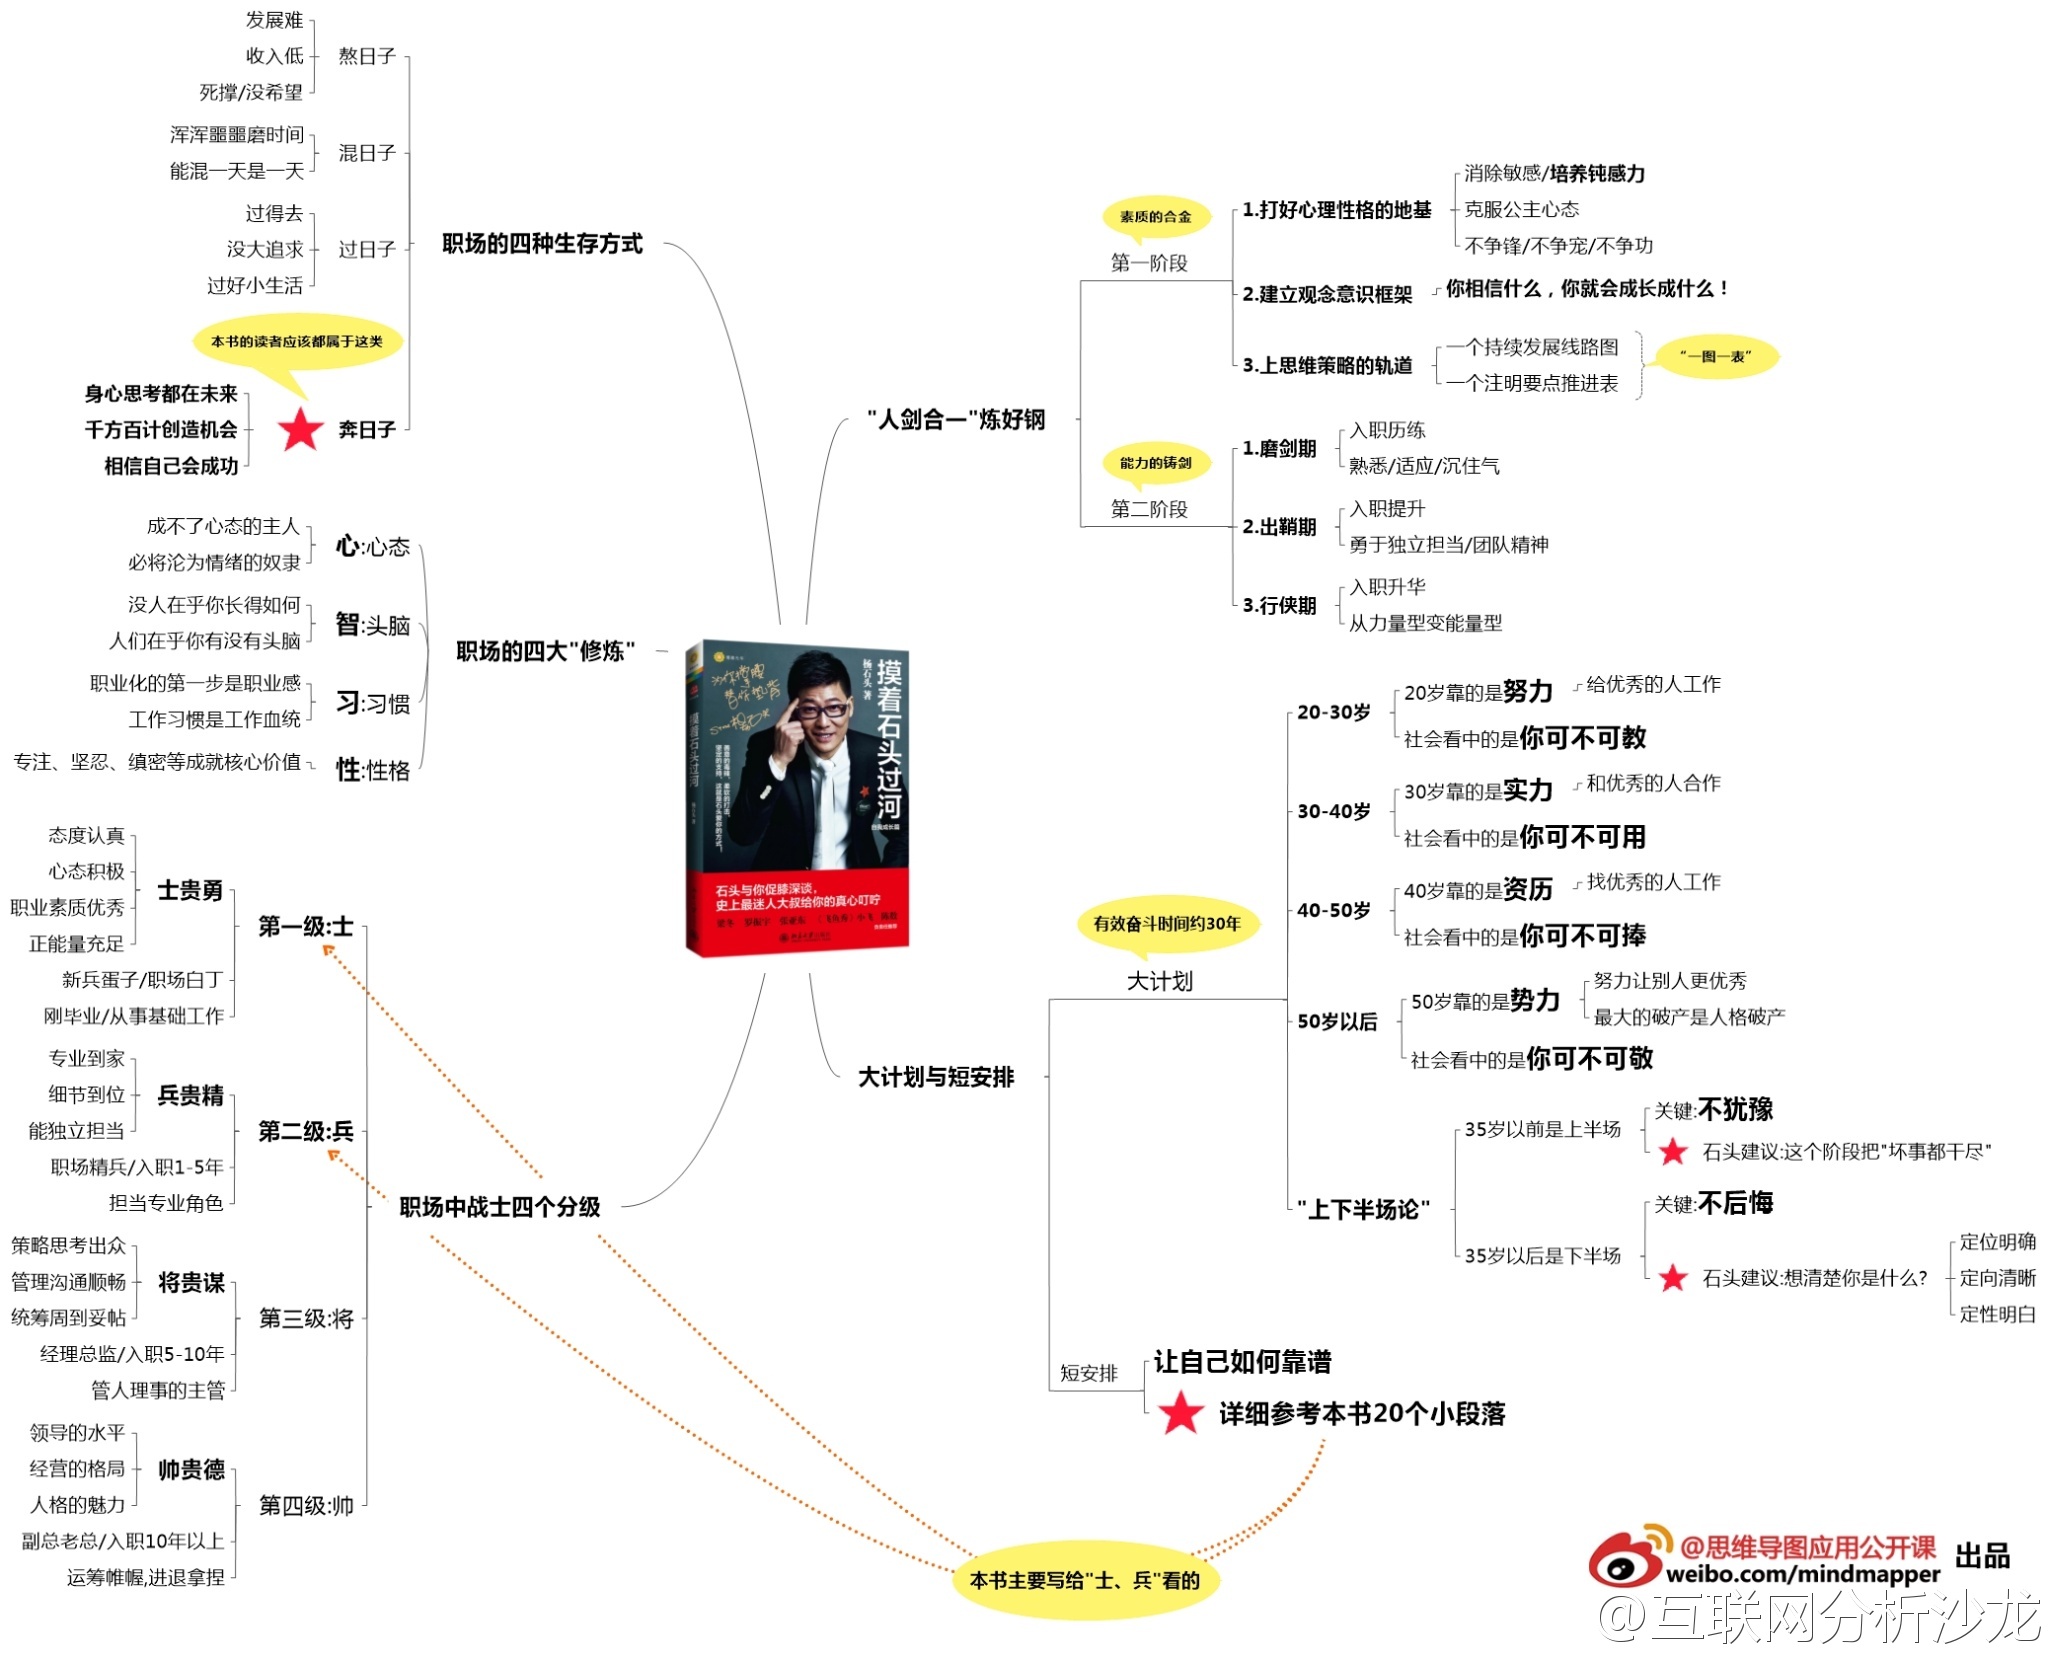 职场的四种生存方式
熬日子
发展难
收入低
死撑/没希望
混日子
浑浑噩噩磨时间
能混一天是一天
过日子
过得去
没大追求
过好小生活
本书的读者应该都属于这类
奔日子
身心思考都在未来
千方百计创造机会
相信自己会成功
职场的四大"修炼"
心:心态
成不了心态的主人
必将沦为情绪的奴隶
智:头脑
没人在乎你长得如何
人们在乎你有没有头脑
习:习惯
职业化的第一步是职业感
工作习惯是工作血统
性:性格
专注、坚忍、缜密等成就核心价值
职场中战士四个分级
第一级:士
士贵勇
态度认真
心态积极
职业素质优秀
正能量充足
新兵蛋子/职场白丁
刚毕业/从事基础工作
第二级:兵
兵贵精
专业到家
细节到位
能独立担当
职场精兵/入职1-5年
担当专业角色
第三级:将
将贵谋
策略思考出众
管理沟通顺畅
统筹周到妥帖
经理总监/入职5-10年
管人理事的主管
第四级:帅
帅贵德
领导的水平
经营的格局
人格的魅力
副总老总/入职10年以上
运筹帷幄,进退拿捏
摸着石头过河
杨石头 著
摸着石头过河
自我成长篇
石头与你促膝深谈，
史上最迷人大叔给你的真心叮咛
"人剑合一"炼好钢
素质的合金
第一阶段
1.打好心理性格的地基
消除敏感/培养钝感力
克服公主心态
不争锋/不争宠/不争功
2.建立观念意识框架
你相信什么，你就会成长成什么！
3.上思维策略的轨道
一个持续发展线路图
一个注明要点推进表
“一图一表”
能力的铸剑
第二阶段
1.磨剑期
入职历练
熟悉/适应/沉住气
2.出鞘期
入职提升
勇于独立担当/团队精神
3.行侠期
入职升华
从力量型变能量型
大计划与短安排
有效奋斗时间约30年
大计划
20-30岁
20岁靠的是努力
给优秀的人工作
社会看中的是你可不可教
30-40岁
30岁靠的是实力
和优秀的人合作
社会看中的是你可不可用
40-50岁
40岁靠的是资历
找优秀的人工作
社会看中的是你可不可捧
50岁以后
50岁靠的是势力
努力让别人更优秀
最大的破产是人格破产
社会看中的是你可不可敬
"上下半场论"
35岁以前是上半场
关键:不犹豫
石头建议:这个阶段把"坏事都干尽"
35岁以后是下半场
关键:不后悔
石头建议:想清楚你是什么?
定位明确
定向清晰
定性明白
短安排
让自己如何靠谱
详细参考本书20个小段落
本书主要写给"士、兵"看的
@思维导图应用公开课 出品
weibo.com/mindmapper
@互联网分析沙龙